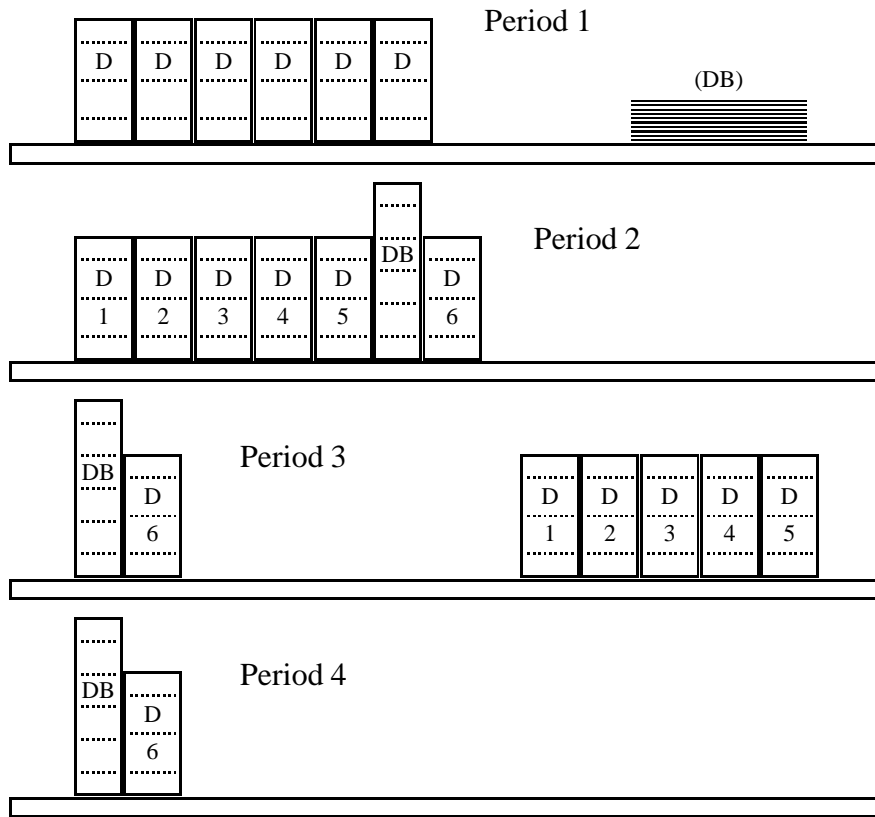 Period 1
D D D D D D
(DB)
Period 2
DB
D D D D D D
1 2 3 4 5 6
Period 3
DB
D D D D D D
6 1 2 3 4 5
Period 4
DB
D
6